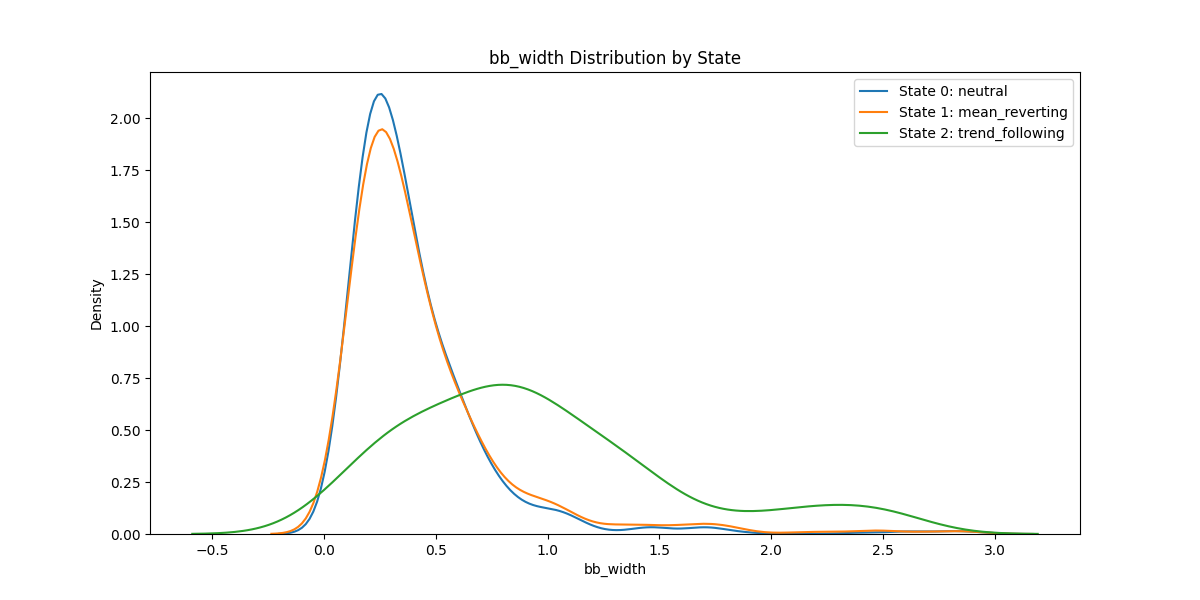 bb_width Distribution by State
State 0: neutral
State 1: mean_reverting
State 2: trend_following
Density
2.00
1.75
1.50
1.25
1.00
0.75
0.50
0.25
0.00
−0.5 0.0 0.5 1.0 1.5 2.0 2.5 3.0
bb_width